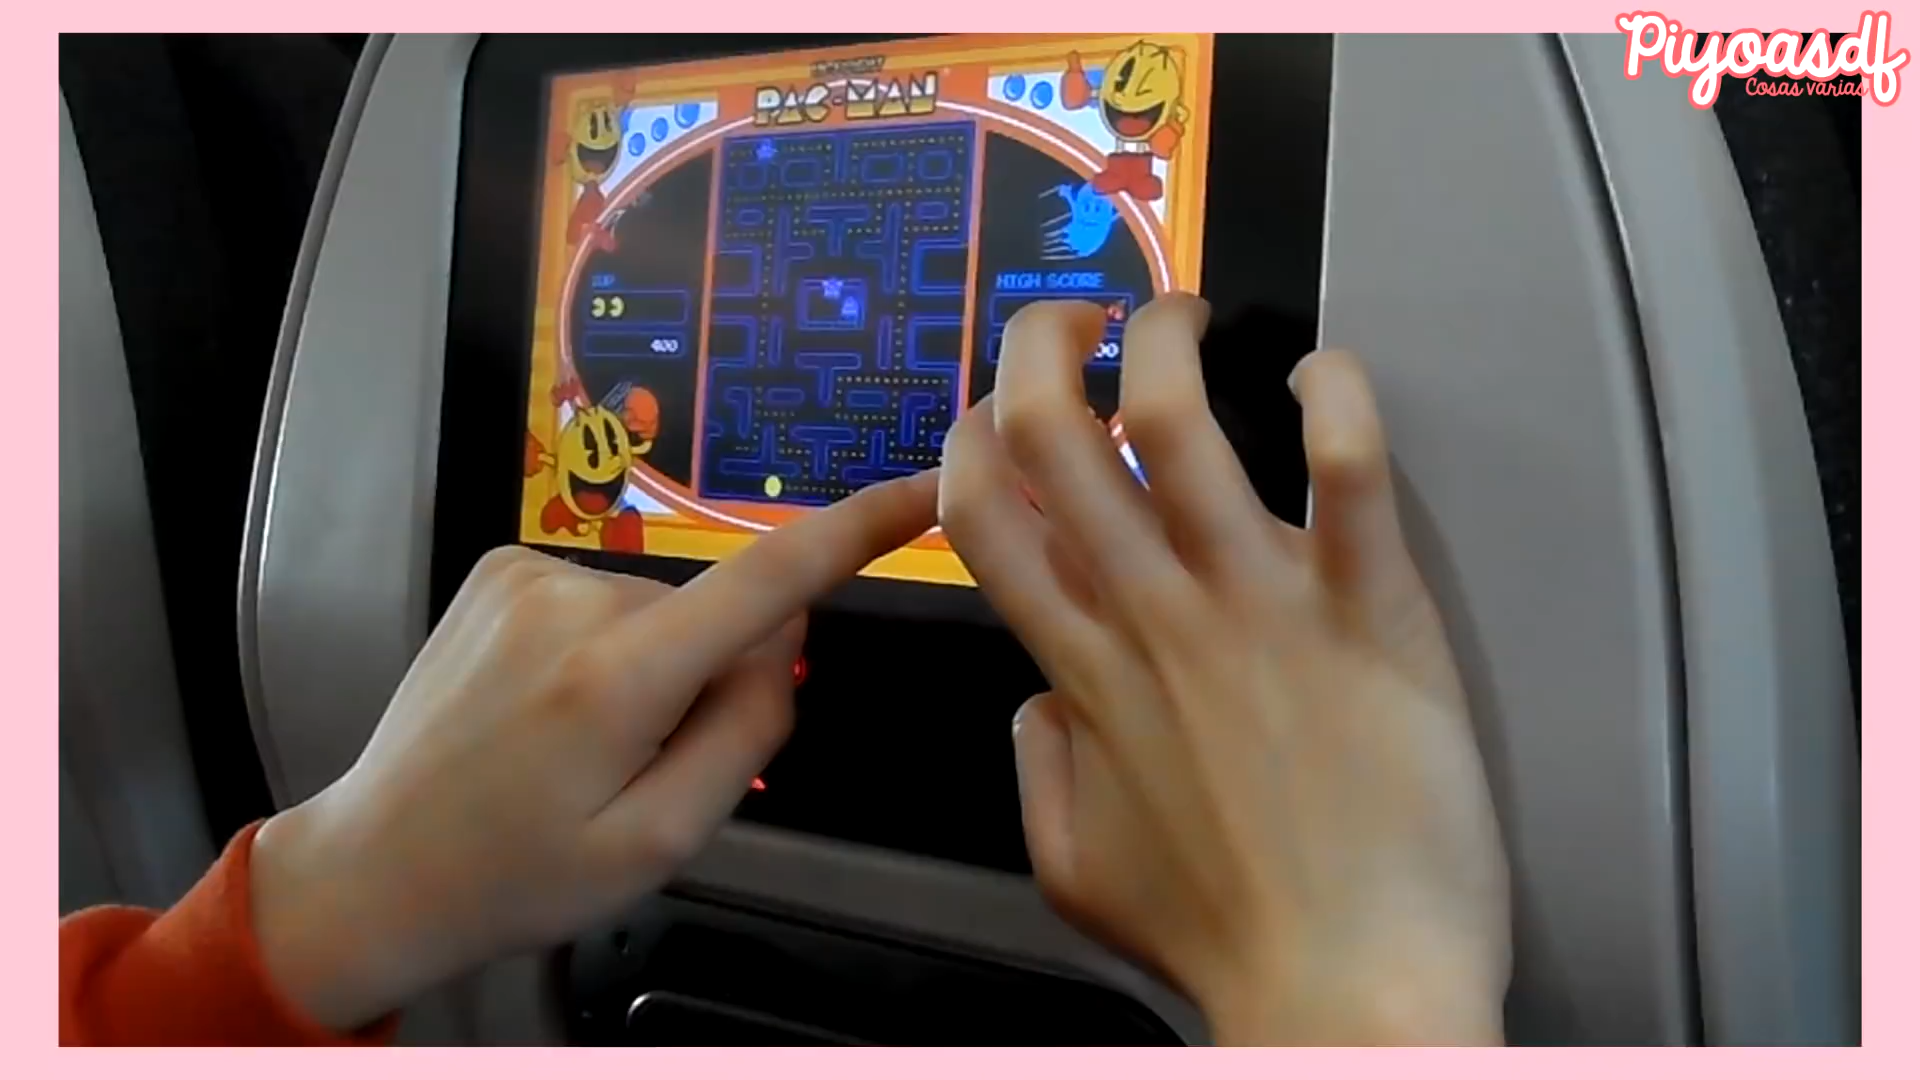 Piyoasdf
Cosas varias
PAC-MAN
1UP
HIGH SCORE
400